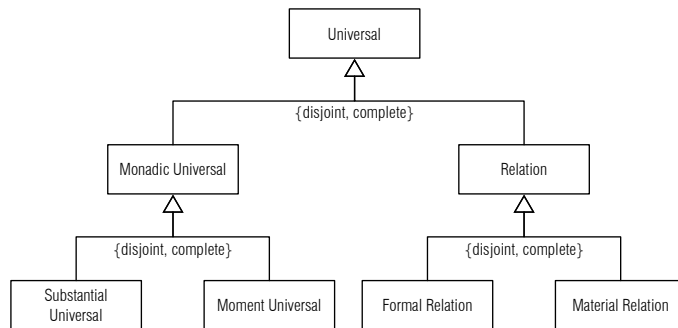 Universal
{disjoint, complete}
Monadic Universal
Relation
{disjoint, complete}
{disjoint, complete}
Substantial
Universal
Moment Universal
Formal Relation
Material Relation